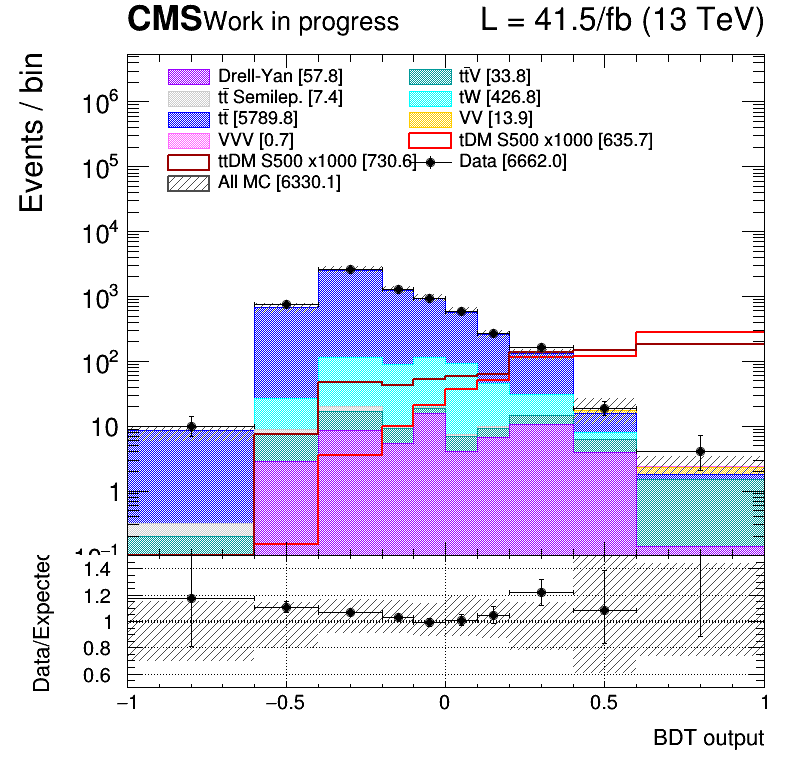 CMS Work in progress L = 41.5/fb (13 TeV)
Events / bin
Drell-Yan [57.8] tt̄V [33.8]
tt̄ Semilep. [7.4] tW [426.8]
tt̄ [5789.8] VV [13.9]
VVV [0.7] tDM S500 x1000 [635.7]
ttDM S500 x1000 [730.6] Data [6662.0]
All MC [6330.1]
10⁶
10⁵
10⁴
10³
10²
10
1
10⁻¹
Data/Expected
1.4
1.2
1
0.8
0.6
−1 −0.5 0 0.5 1
BDT output